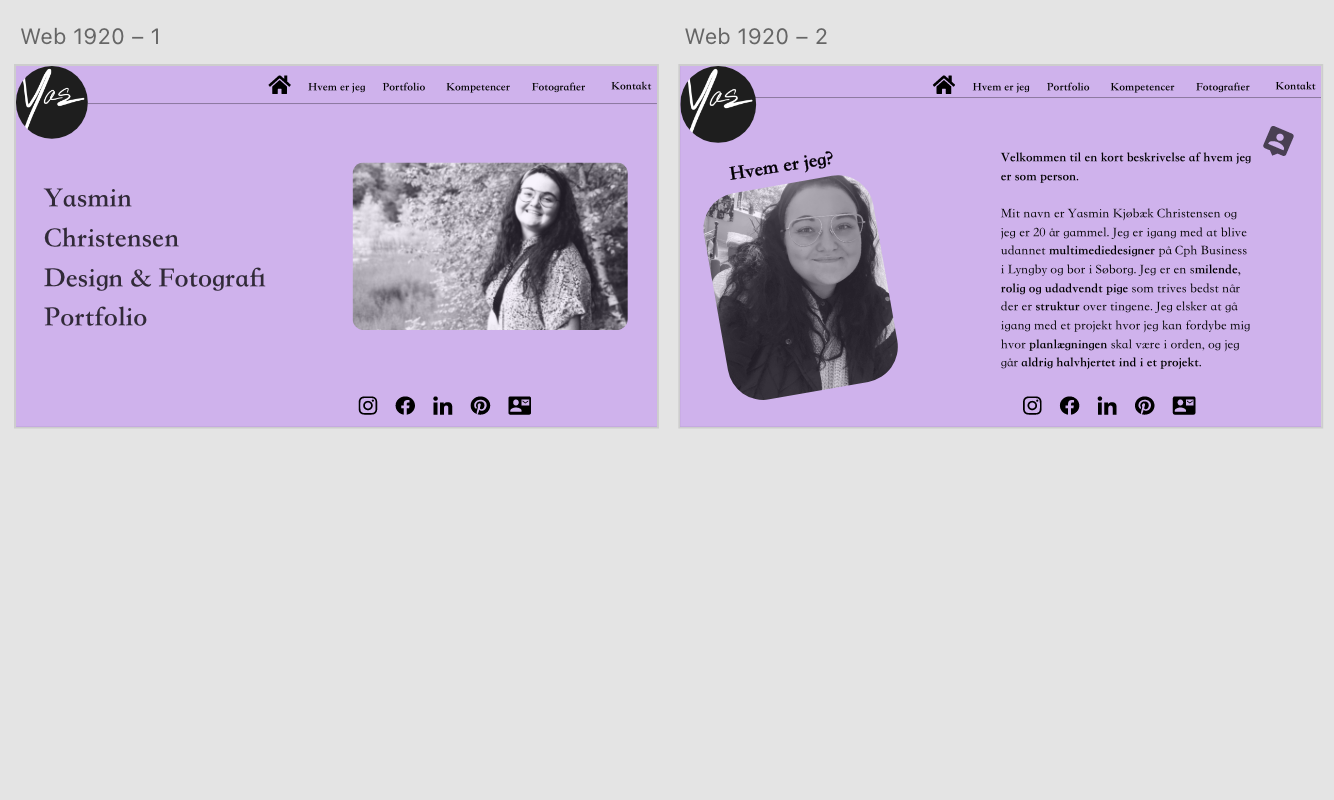 Web 1920 – 1
Yas
Hvem er jeg Portfolio Kompetencer Fotografier Kontakt
Yasmin
Christensen
Design & Fotografi
Portfolio
Web 1920 – 2
Yas
Hvem er jeg Portfolio Kompetencer Fotografier Kontakt
Hvem er jeg?
Velkommen til en kort beskrivelse af hvem jeg
er som person.
Mit navn er Yasmin Kjøbæk Christensen og
jeg er 20 år gammel. Jeg er igang med at blive
udannet multimediedesigner på Cph Business
i Lyngby og bor i Søborg. Jeg er en smilende,
rolig og udadvendt pige som trives bedst når
der er struktur over tingene. Jeg elsker at gå
igang med et projekt hvor jeg kan fordybe mig
hvor planlægningen skal være i orden, og jeg
går aldrig halvhjertet ind i et projekt.